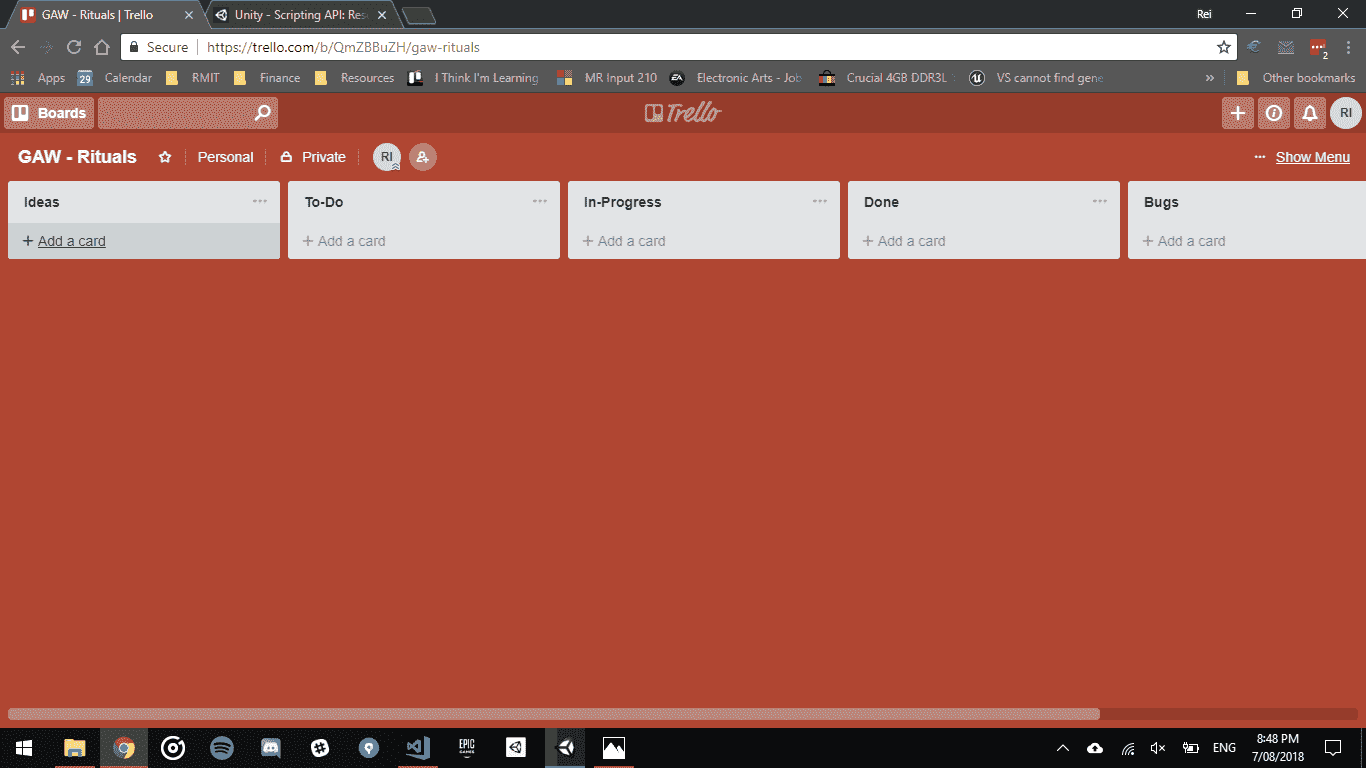 GAW - Rituals | Trello
Unity - Scripting API: Res
Rei
Secure
https://trello.com/b/QmZBBuZH/gaw-rituals
2
Apps
29
Calendar
RMIT
Finance
Resources
I Think I'm Learning
MR Input 210
EA
Electronic Arts - Job
Crucial 4GB DDR3L
VS cannot find gene
»
Other bookmarks
Boards
Trello
RI
GAW - Rituals
Personal
Private
RI
Show Menu
Ideas
To-Do
In-Progress
Done
Bugs
+ Add a card
+ Add a card
+ Add a card
+ Add a card
+ Add a card
EPIC
GAMES
ENG
8:48 PM
7/08/2018